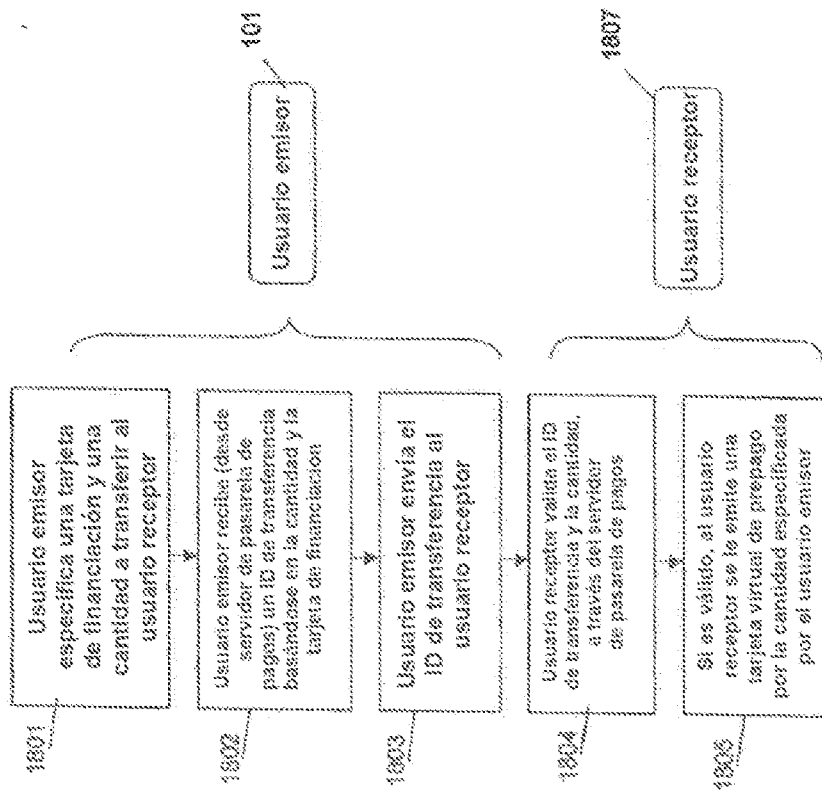 1801
Usuario emisor
especifica una tarjeta
de financiación y una
cantidad a transferir al
usuario receptor
1802
Usuario emisor recibe (desde
servidor de pasarela de
pagos) un ID de transferencia
basándose en la cantidad y la
tarjeta de financiacion
1803
Usuario emisor envía el
ID de transferencia al
usuario receptor
Usuario emisor
101
1804
Usuario receptor valida el ID
de transferencia y la cantidad,
a través del servidor
de pasarela de pagos
1805
Si es válido, al usuario
receptor se le emite una
tarjeta virtual de prepago
por la cantidad especificada
por el usuario emisor
Usuario receptor
1807